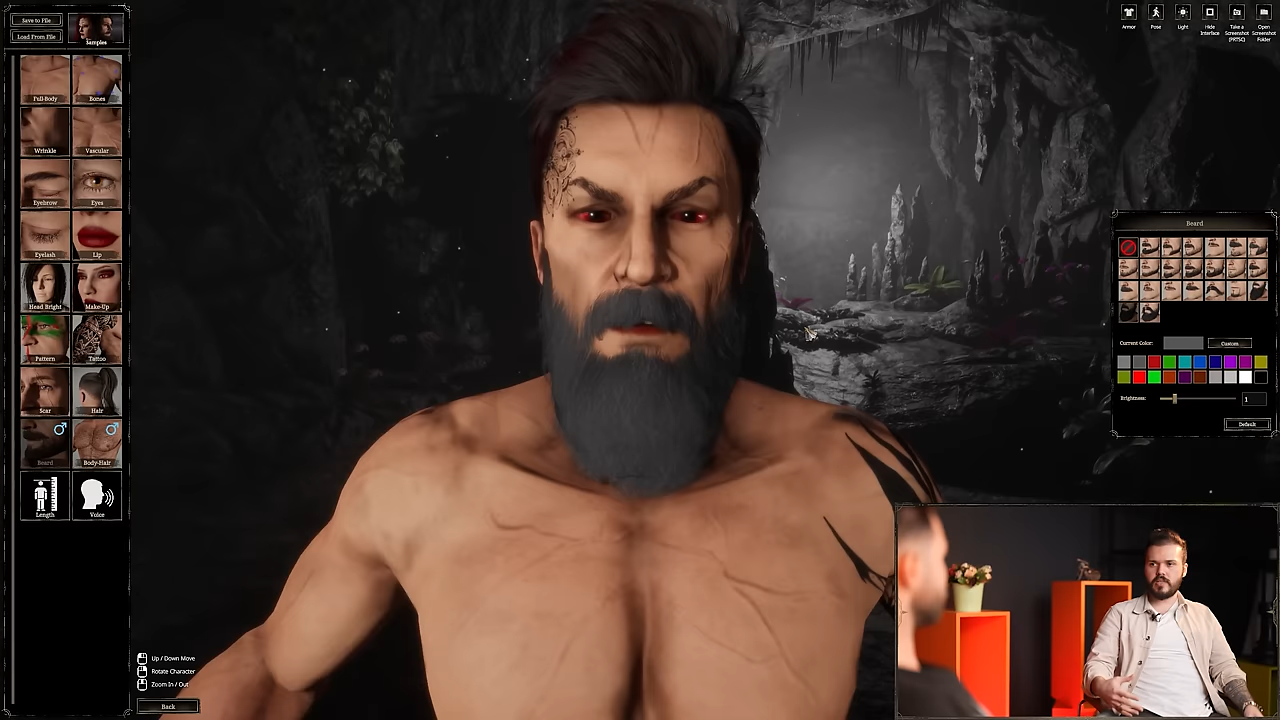 Save to File
Load From File
Samples
Full-Body
Bones
Wrinkle
Vascular
Eyebrow
Eyes
Eyelash
Lip
Head Bright
Make-Up
Pattern
Tattoo
Scar
Hair
Beard
Body-Hair
Length
Voice
Up / Down Move
Rotate Character
Zoom In / Out
Back
Armor
Pose
Light
Hide
Interface
Take a
Screenshot
(PRTSC)
Open
Screenshot
Folder
Beard
Current Color:
Custom
Brightness:
1
Default